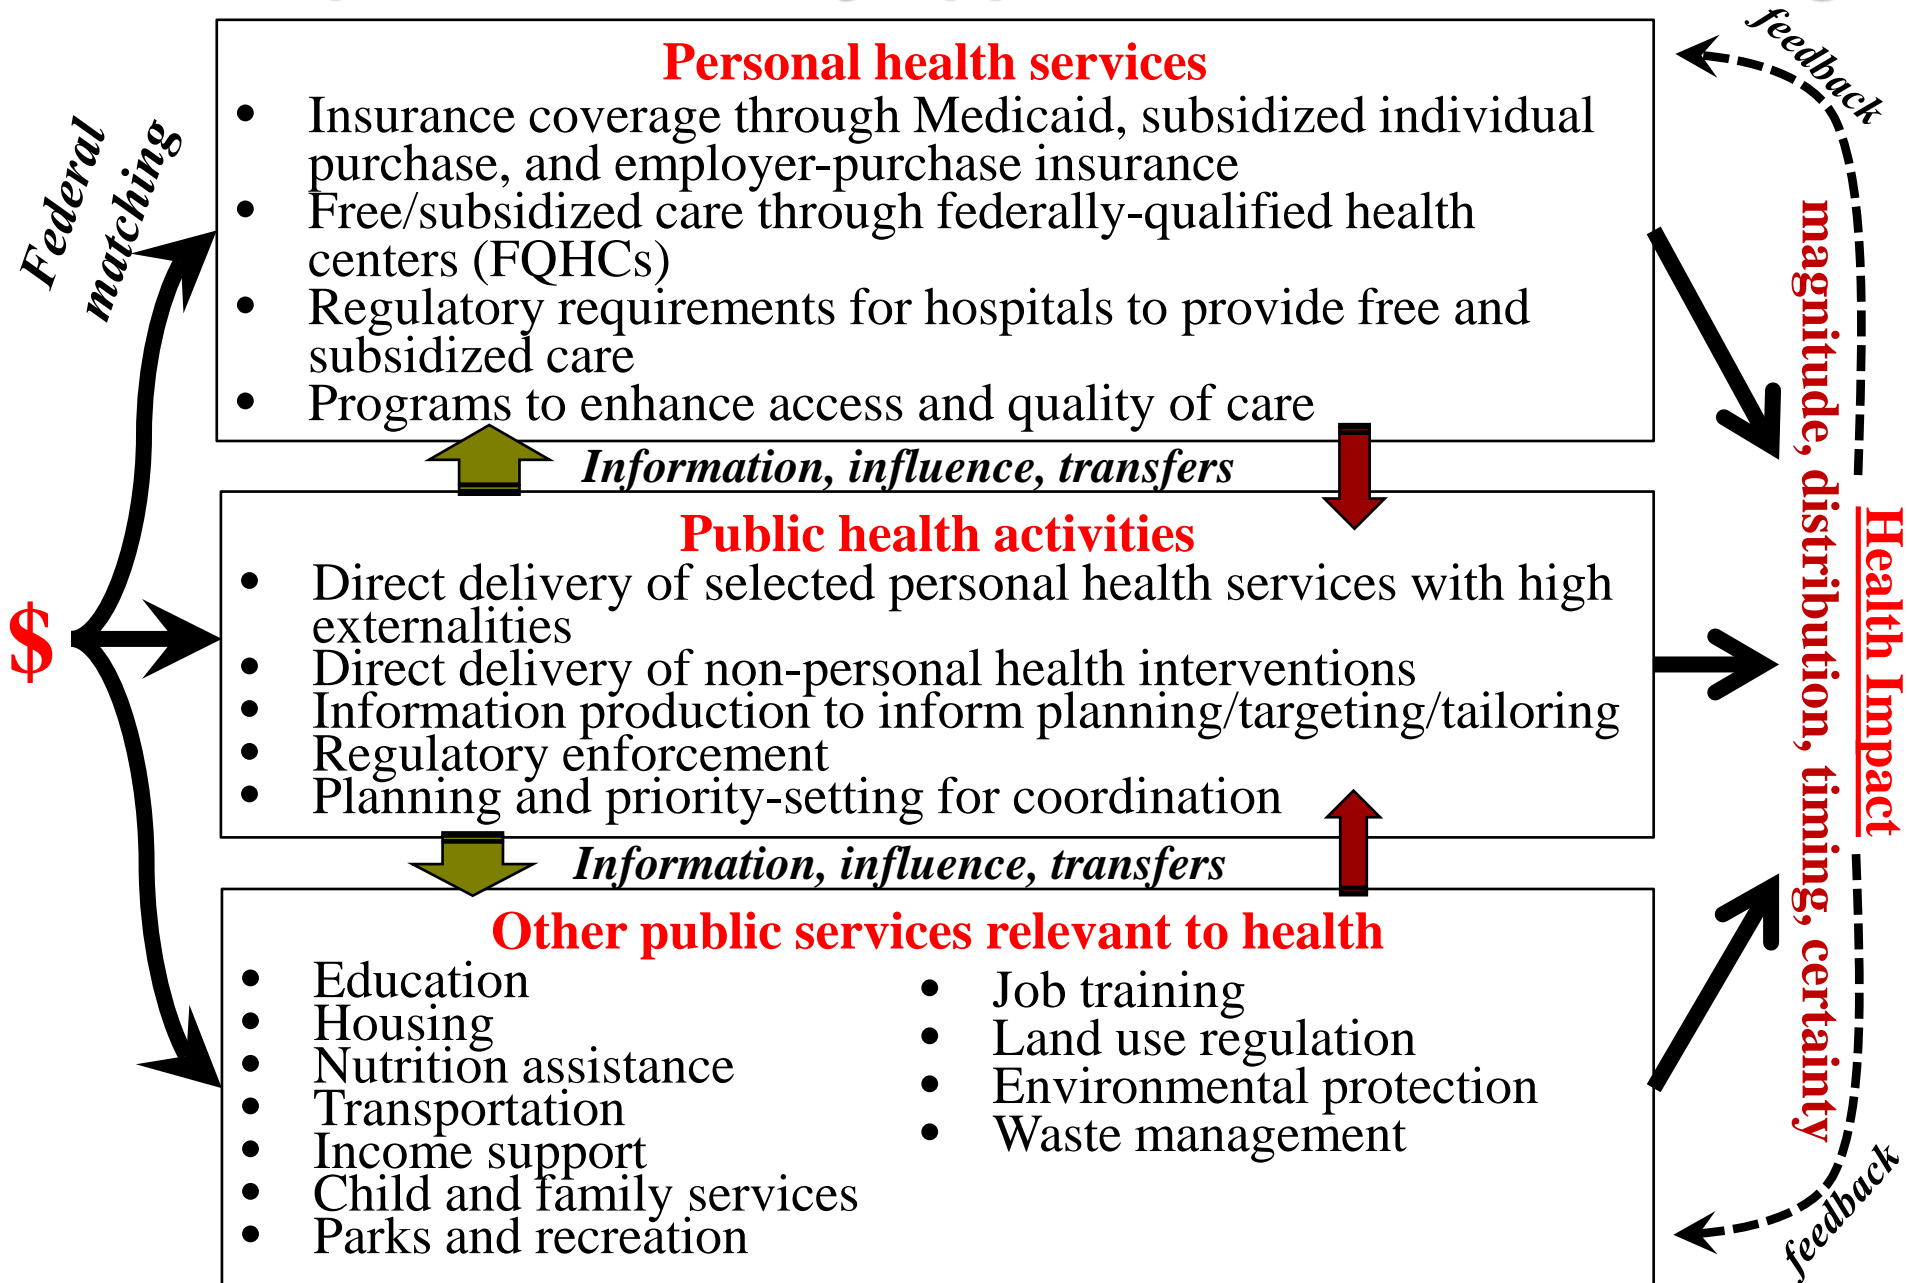 Federal
matching
$
Personal health services
• Insurance coverage through Medicaid, subsidized individual
purchase, and employer-purchase insurance
• Free/subsidized care through federally-qualified health
centers (FQHCs)
• Regulatory requirements for hospitals to provide free and
subsidized care
• Programs to enhance access and quality of care
Information, influence, transfers
Public health activities
• Direct delivery of selected personal health services with high
externalities
• Direct delivery of non-personal health interventions
• Information production to inform planning/targeting/tailoring
• Regulatory enforcement
• Planning and priority-setting for coordination
Information, influence, transfers
Other public services relevant to health
• Education
• Housing
• Nutrition assistance
• Transportation
• Income support
• Child and family services
• Parks and recreation
• Job training
• Land use regulation
• Environmental protection
• Waste management
feedback
magnitude, distribution, timing, certainty
Health Impact
feedback